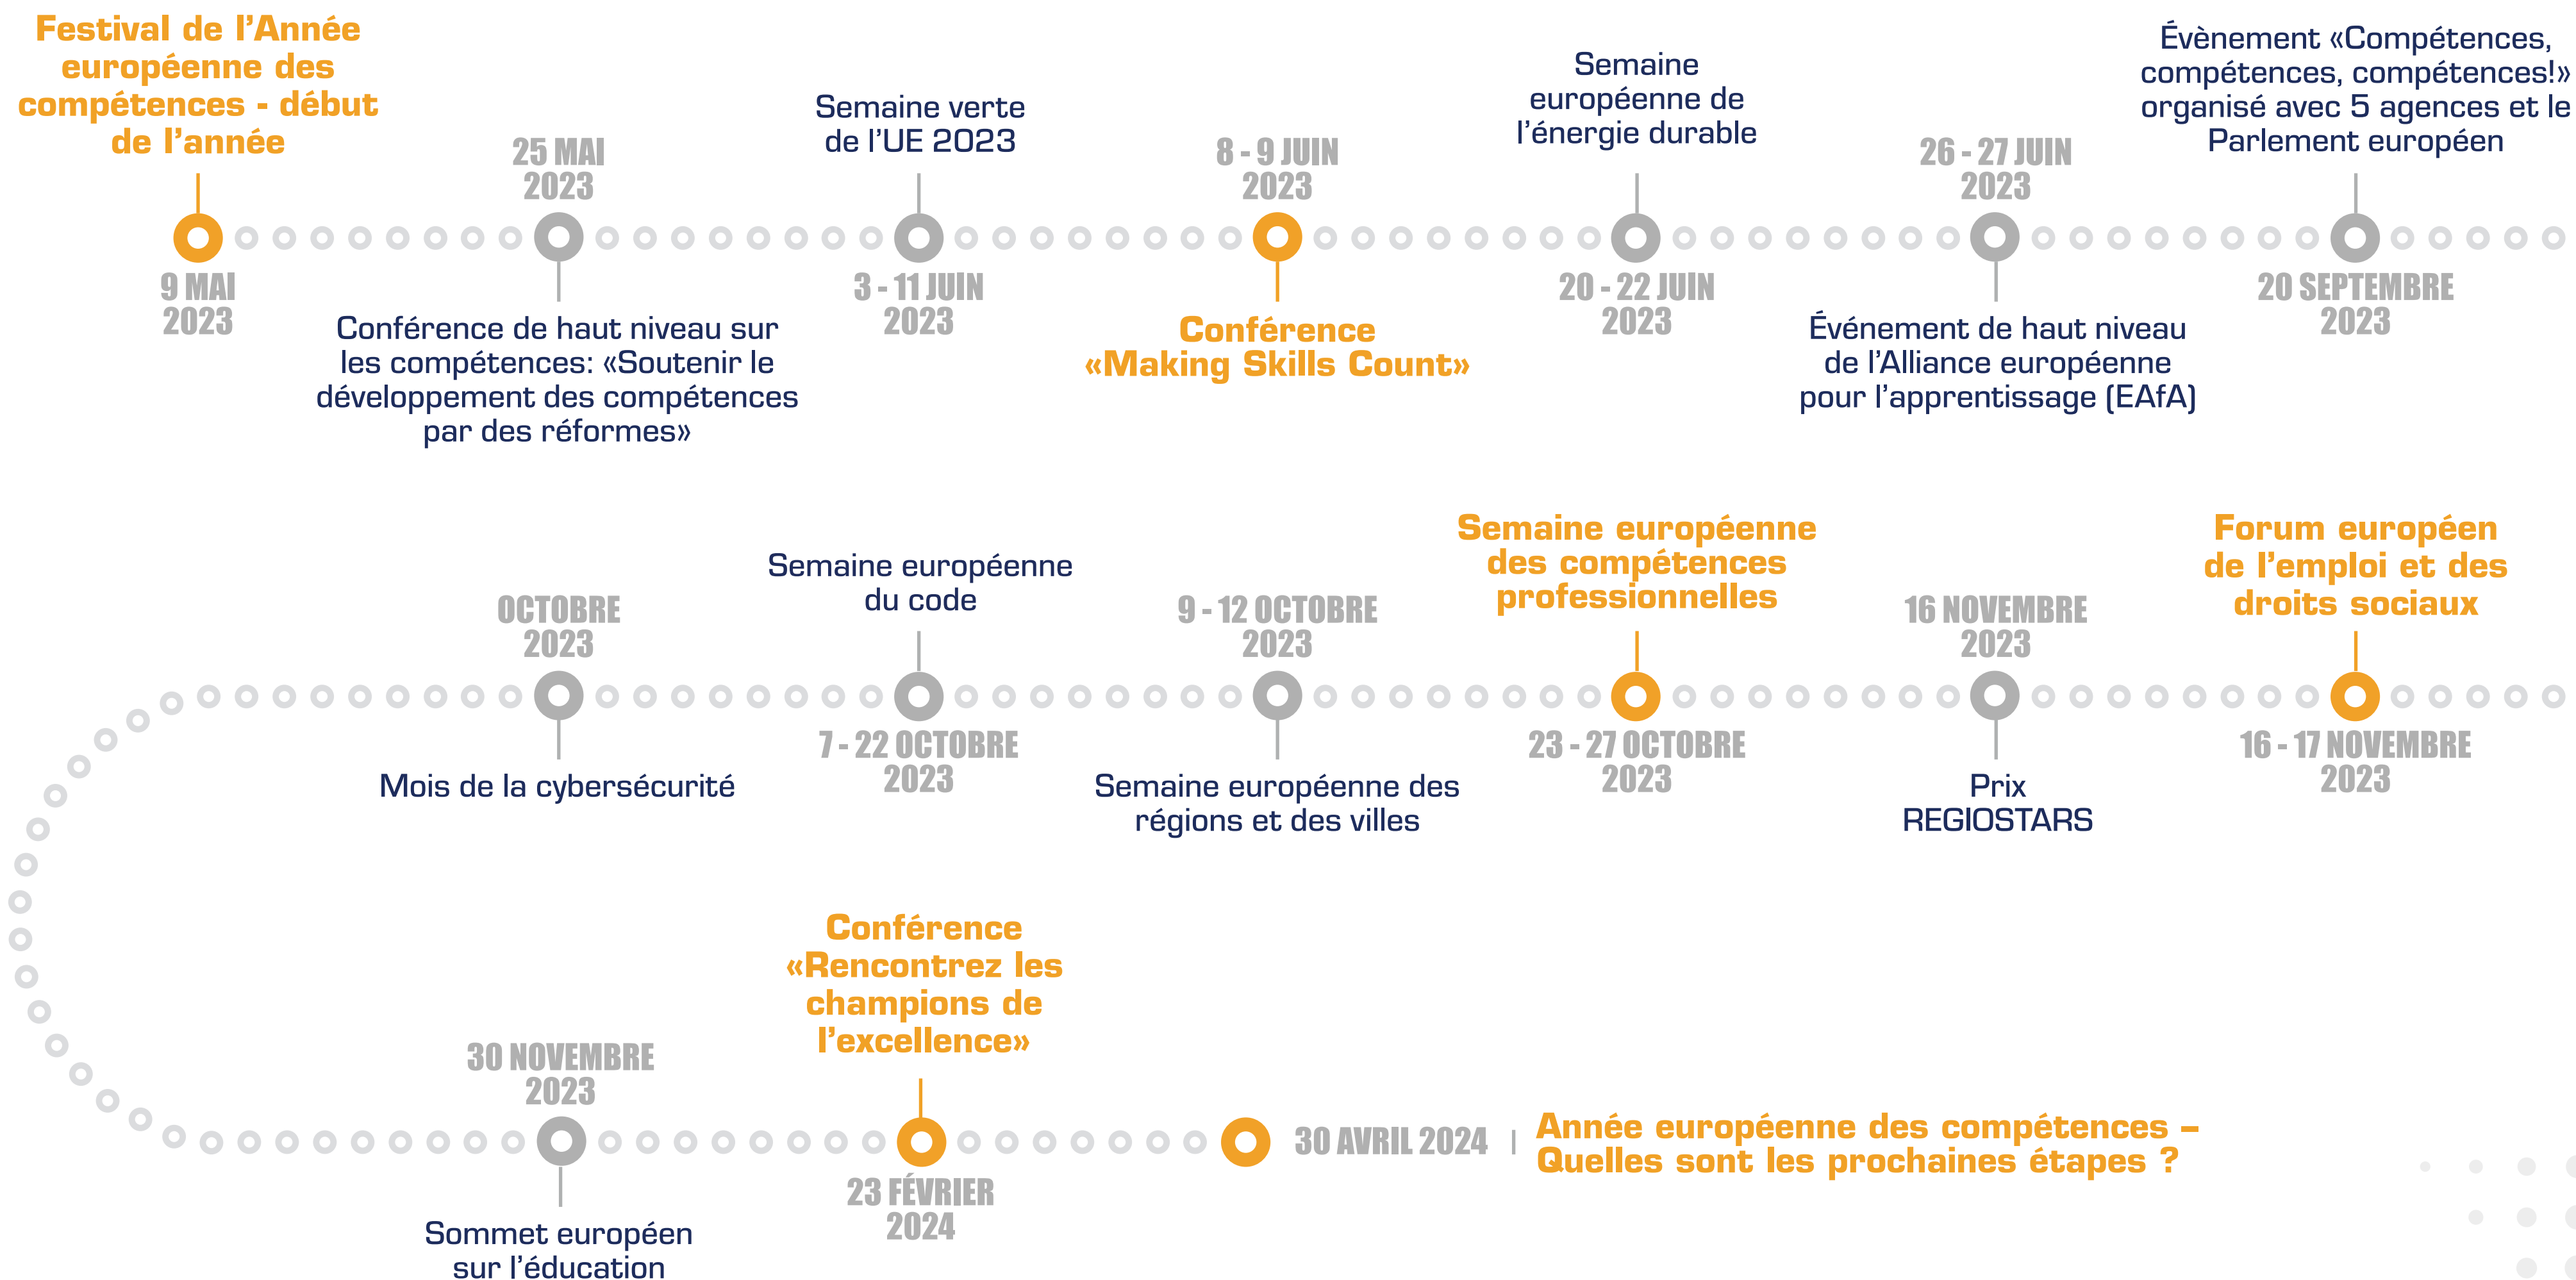 Festival de l'Année
européenne des
compétences - début
de l'année
9 MAI
2023
25 MAI
2023
Conférence de haut niveau sur
les compétences: «Soutenir le
développement des compétences
par des réformes»
Semaine verte
de l'UE 2023
3 - 11 JUIN
2023
8 - 9 JUIN
2023
Conférence
«Making Skills Count»
Semaine
européenne de
l'énergie durable
20 - 22 JUIN
2023
26 - 27 JUIN
2023
Événement de haut niveau
de l'Alliance européenne
pour l'apprentissage (EAfA)
Évènement «Compétences,
compétences, compétences!»
organisé avec 5 agences et le
Parlement européen
20 SEPTEMBRE
2023
OCTOBRE
2023
Mois de la cybersécurité
Semaine européenne
du code
7 - 22 OCTOBRE
2023
9 - 12 OCTOBRE
2023
Semaine européenne des
régions et des villes
Semaine européenne
des compétences
professionnelles
23 - 27 OCTOBRE
2023
16 NOVEMBRE
2023
Prix
REGIOSTARS
Forum européen
de l'emploi et des
droits sociaux
16 - 17 NOVEMBRE
2023
30 NOVEMBRE
2023
Sommet européen
sur l'éducation
Conférence
«Rencontrez les
champions de
l'excellence»
23 FÉVRIER
2024
30 AVRIL 2024 |
Année européenne des compétences –
Quelles sont les prochaines étapes ?